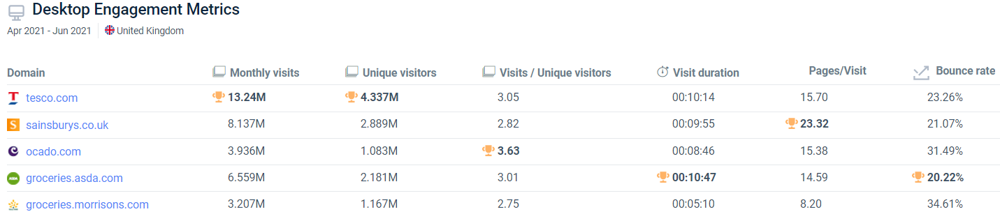 Desktop Engagement Metrics
Apr 2021 - Jun 2021 United Kingdom
Domain Monthly visits Unique visitors Visits / Unique visitors Visit duration Pages/Visit Bounce rate
T tesco.com 13.24M 4.337M 3.05 00:10:14 15.70 23.26%
S sainsburys.co.uk 8.137M 2.889M 2.82 00:09:55 23.32 21.07%
ocado.com 3.936M 1.083M 3.63 00:08:46 15.38 31.49%
ASDA groceries.asda.com 6.559M 2.181M 3.01 00:10:47 14.59 20.22%
groceries.morrisons.com 3.207M 1.167M 2.75 00:05:10 8.20 34.61%